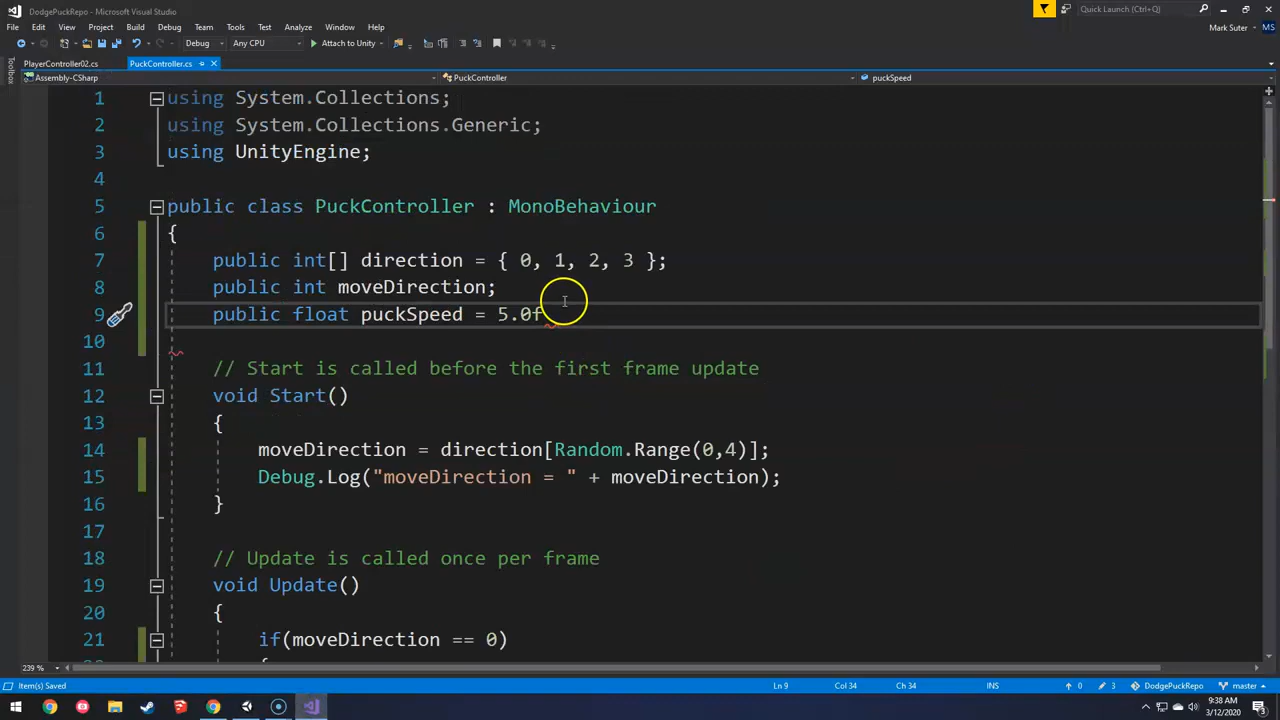 DodgePuckRepo - Microsoft Visual Studio
Quick Launch (Ctrl+Q)
File Edit View Project Build Debug Team Tools Architecture Test Analyze Window Help
Mark Suter MS
Debug Any CPU Attach to Unity
PlayerController02.cs PuckController.cs
Toolbox
Assembly-CSharp PuckController puckSpeed
1 using System.Collections;
2 using System.Collections.Generic;
3 using UnityEngine;
4
5 public class PuckController : MonoBehaviour
6 {
7 public int[] direction = { 0, 1, 2, 3 };
8 public int moveDirection;
9 public float puckSpeed = 5.0f
10
11 // Start is called before the first frame update
12 void Start()
13 {
14 moveDirection = direction[Random.Range(0,4)];
15 Debug.Log("moveDirection = " + moveDirection);
16 }
17
18 // Update is called once per frame
19 void Update()
20 {
21 if(moveDirection == 0)
{
239 %
Item(s) Saved Ln 9 Col 34 Ch 34 INS 0 3 DodgePuckRepo master
9:38 AM
3/12/2020
3